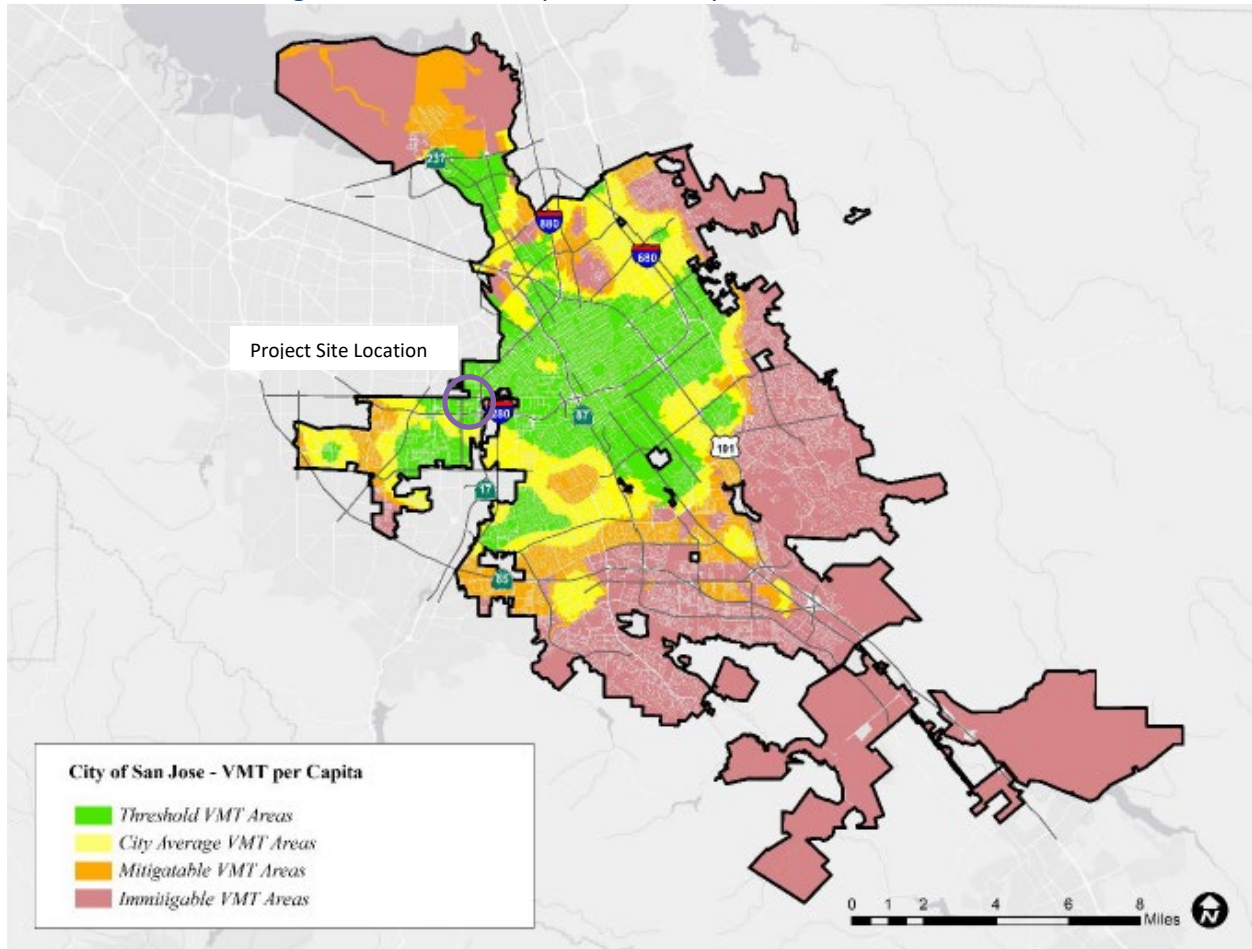 237
880
680
Project Site Location
280
87
101
17
85
City of San Jose - VMT per Capita
Threshold VMT Areas
City Average VMT Areas
Mitigatable VMT Areas
Immitigable VMT Areas
0 1 2 4 6 8
Miles
N